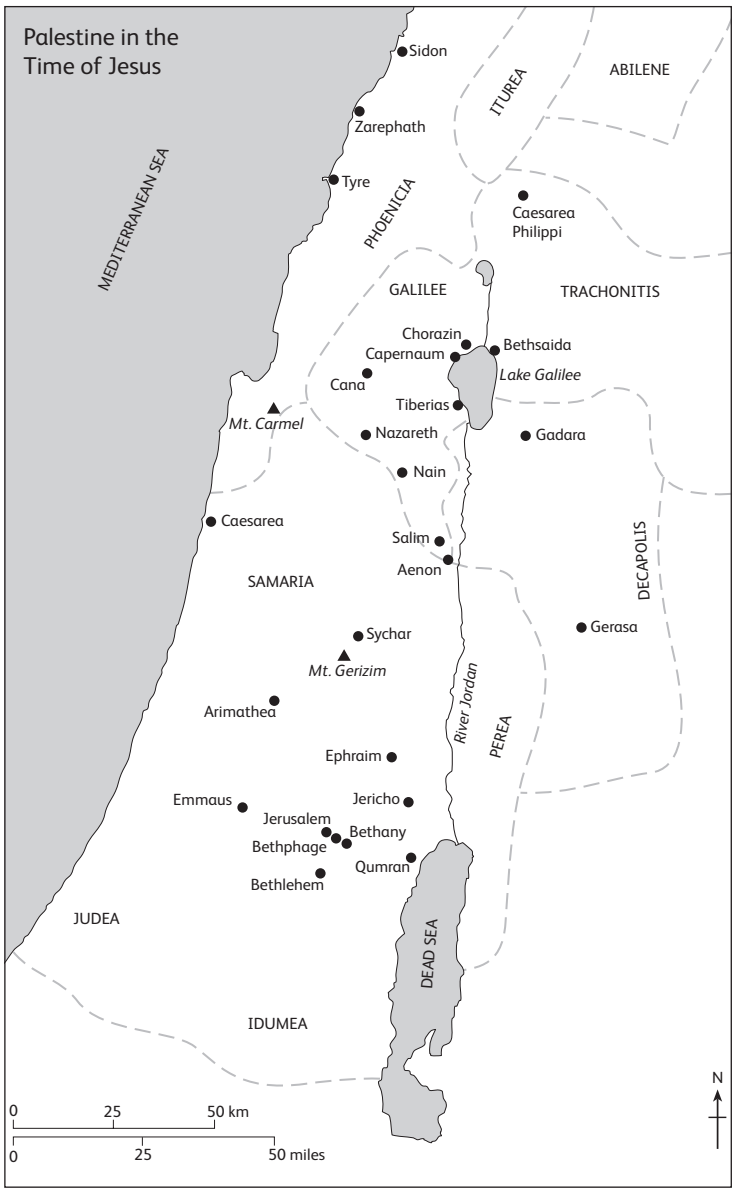 Palestine in the
Time of Jesus
Sidon
ABILENE
ITUREA
Zarephath
MEDITERRANEAN SEA
Tyre
PHOENICIA
Caesarea
Philippi
GALILEE
TRACHONITIS
Chorazin
Bethsaida
Capernaum
Lake Galilee
Cana
Tiberias
Mt. Carmel
Nazareth
Gadara
Nain
Caesarea
Salim
DECAPOLIS
Aenon
SAMARIA
Sychar
Gerasa
Mt. Gerizim
River Jordan
Arimathea
PEREA
Ephraim
Emmaus
Jericho
Jerusalem
Bethany
Bethphage
Qumran
Bethlehem
JUDEA
DEAD SEA
IDUMEA
N
0 25 50 km
0 25 50 miles